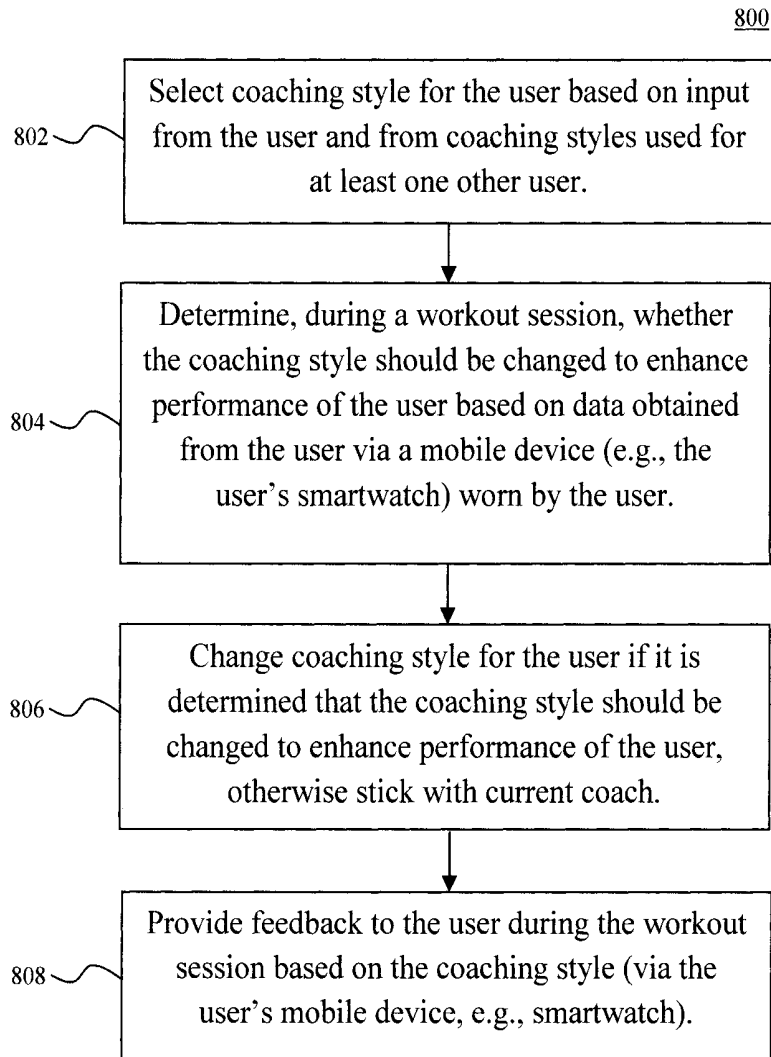 800
Select coaching style for the user based on input
802
from the user and from coaching styles used for
at least one other user.
Determine, during a workout session, whether
the coaching style should be changed to enhance
performance of the user based on data obtained
804
from the user via a mobile device (e.g., the
user's smartwatch) worn by the user.
Change coaching style for the user if it is
determined that the coaching style should be
806
changed to enhance performance of the user,
otherwise stick with current coach.
Provide feedback to the user during the workout
session based on the coaching style (via the
808
user's mobile device, e.g., smartwatch).